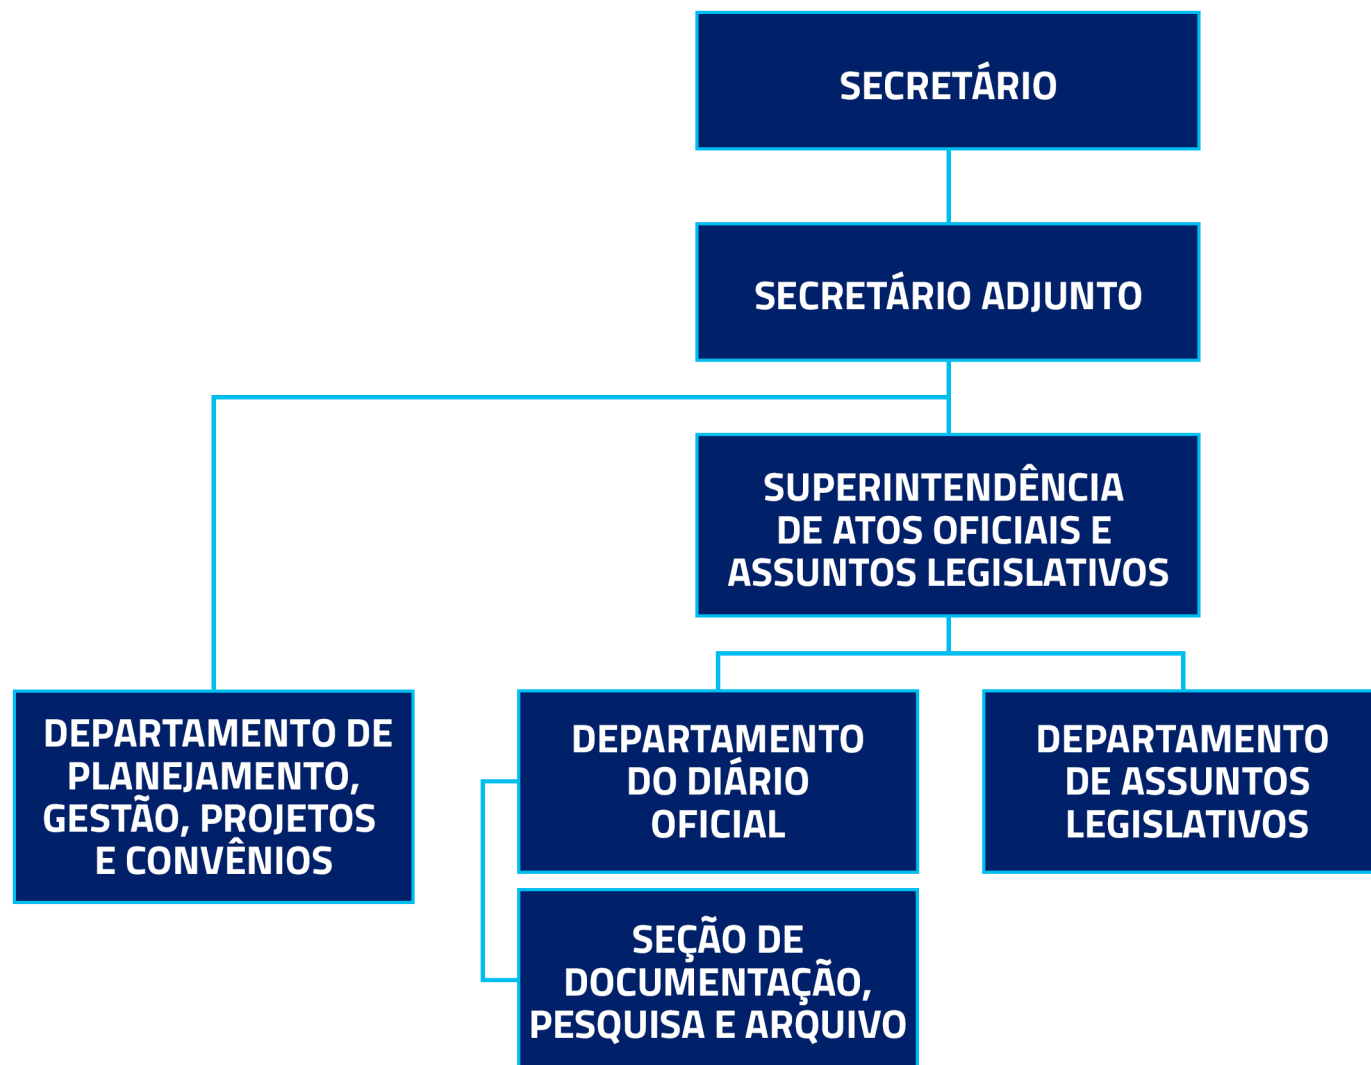 SECRETÁRIO
SECRETÁRIO ADJUNTO
SUPERINTENDÊNCIA
DE ATOS OFICIAIS E
ASSUNTOS LEGISLATIVOS
DEPARTAMENTO DE
PLANEJAMENTO,
GESTÃO, PROJETOS
E CONVÊNIOS
DEPARTAMENTO
DO DIÁRIO
OFICIAL
DEPARTAMENTO
DE ASSUNTOS
LEGISLATIVOS
SEÇÃO DE
DOCUMENTAÇÃO,
PESQUISA E ARQUIVO